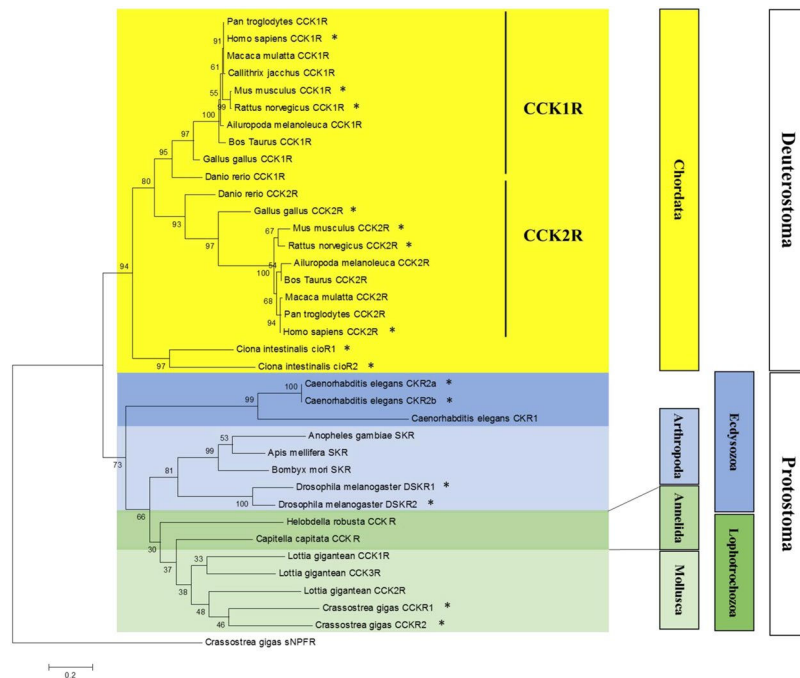 Pan troglodytes CCK1R
91
Homo sapiens CCK1R *
Macaca mulatta CCK1R
61
Callithrix jacchus CCK1R
55
Mus musculus CCK1R *
99
Rattus norvegicus CCK1R *
100
Ailuropoda melanoleuca CCK1R
97
Bos Taurus CCK1R
95
Gallus gallus CCK1R
80
Danio rerio CCK1R
CCK1R
Danio rerio CCK2R
93
Gallus gallus CCK2R *
97
67
Mus musculus CCK2R *
Rattus norvegicus CCK2R *
54
Ailuropoda melanoleuca CCK2R
100
Bos Taurus CCK2R
68
Macaca mulatta CCK2R
Pan troglodytes CCK2R
94
Homo sapiens CCK2R *
CCK2R
94
Ciona intestinalis cioR1 *
97
Ciona intestinalis cioR2 *
100
Caenorhabditis elegans CKR2a *
99
Caenorhabditis elegans CKR2b *
Caenorhabditis elegans CKR1
73
53
Anopheles gambiae SKR
99
Apis mellifera SKR
81
Bombyx mori SKR
Drosophila melanogaster DSKR1 *
100
Drosophila melanogaster DSKR2 *
66
Helobdella robusta CCK R
30
Capitella capitata CCK R
37
33
Lottia gigantean CCK1R
Lottia gigantean CCK3R
38
Lottia gigantean CCK2R
48
Crassostrea gigas CCKR1 *
46
Crassostrea gigas CCKR2 *
Crassostrea gigas sNPFR
0.2
Chordata
Deuterostoma
Arthropoda
Annelida
Mollusca
Ecdysozoa
Lophotrochozoa
Protostoma